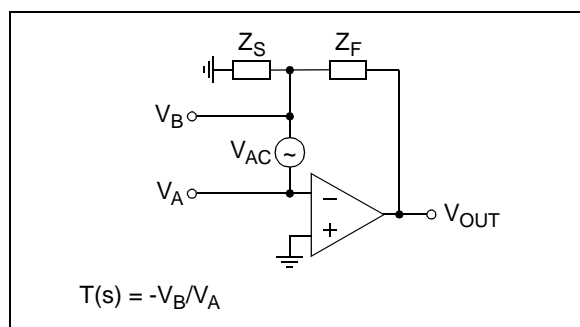 Z_S Z_F
V_B
V_AC ~
V_A
− +
V_OUT
T(s) = -V_B/V_A